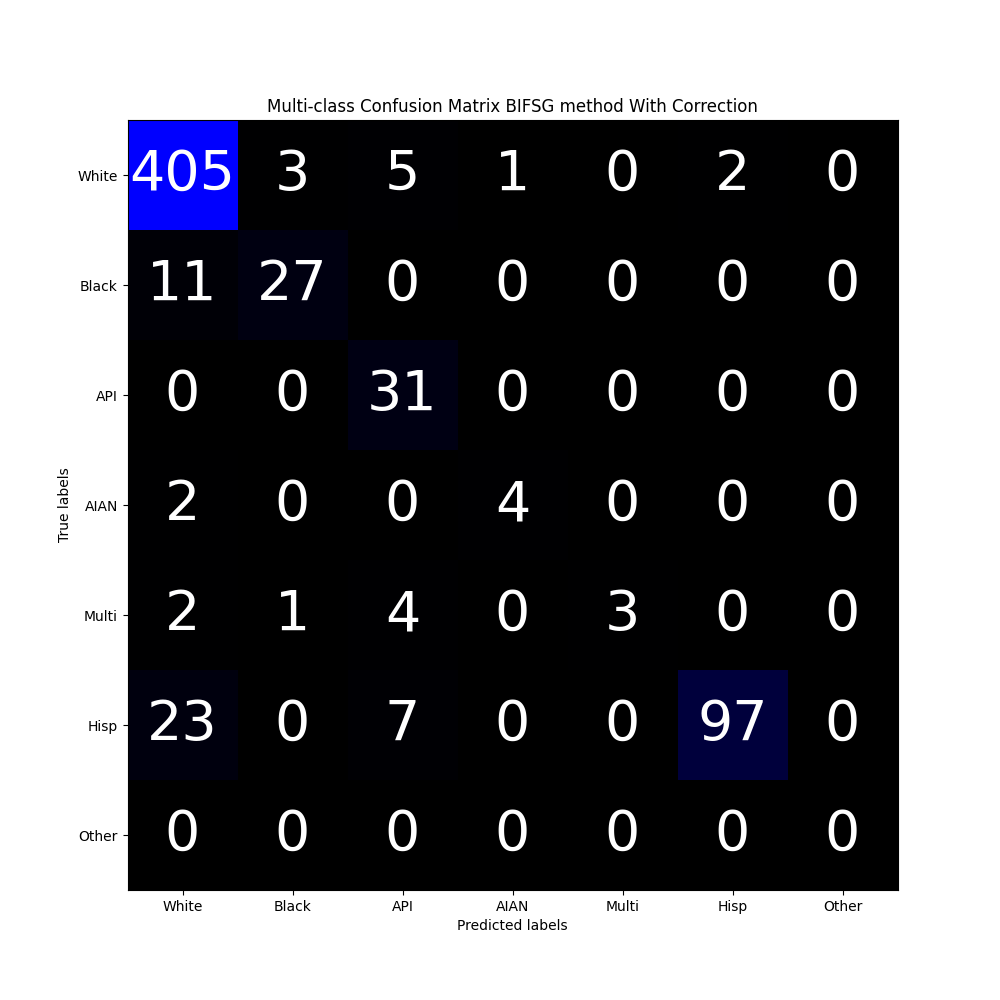 Multi-class Confusion Matrix BIFSG method With Correction
White 405 3 5 1 0 2 0
Black 11 27 0 0 0 0 0
API 0 0 31 0 0 0 0
AIAN 2 0 0 4 0 0 0
Multi 2 1 4 0 3 0 0
Hisp 23 0 7 0 0 97 0
Other 0 0 0 0 0 0 0
True labels
White Black API AIAN Multi Hisp Other
Predicted labels